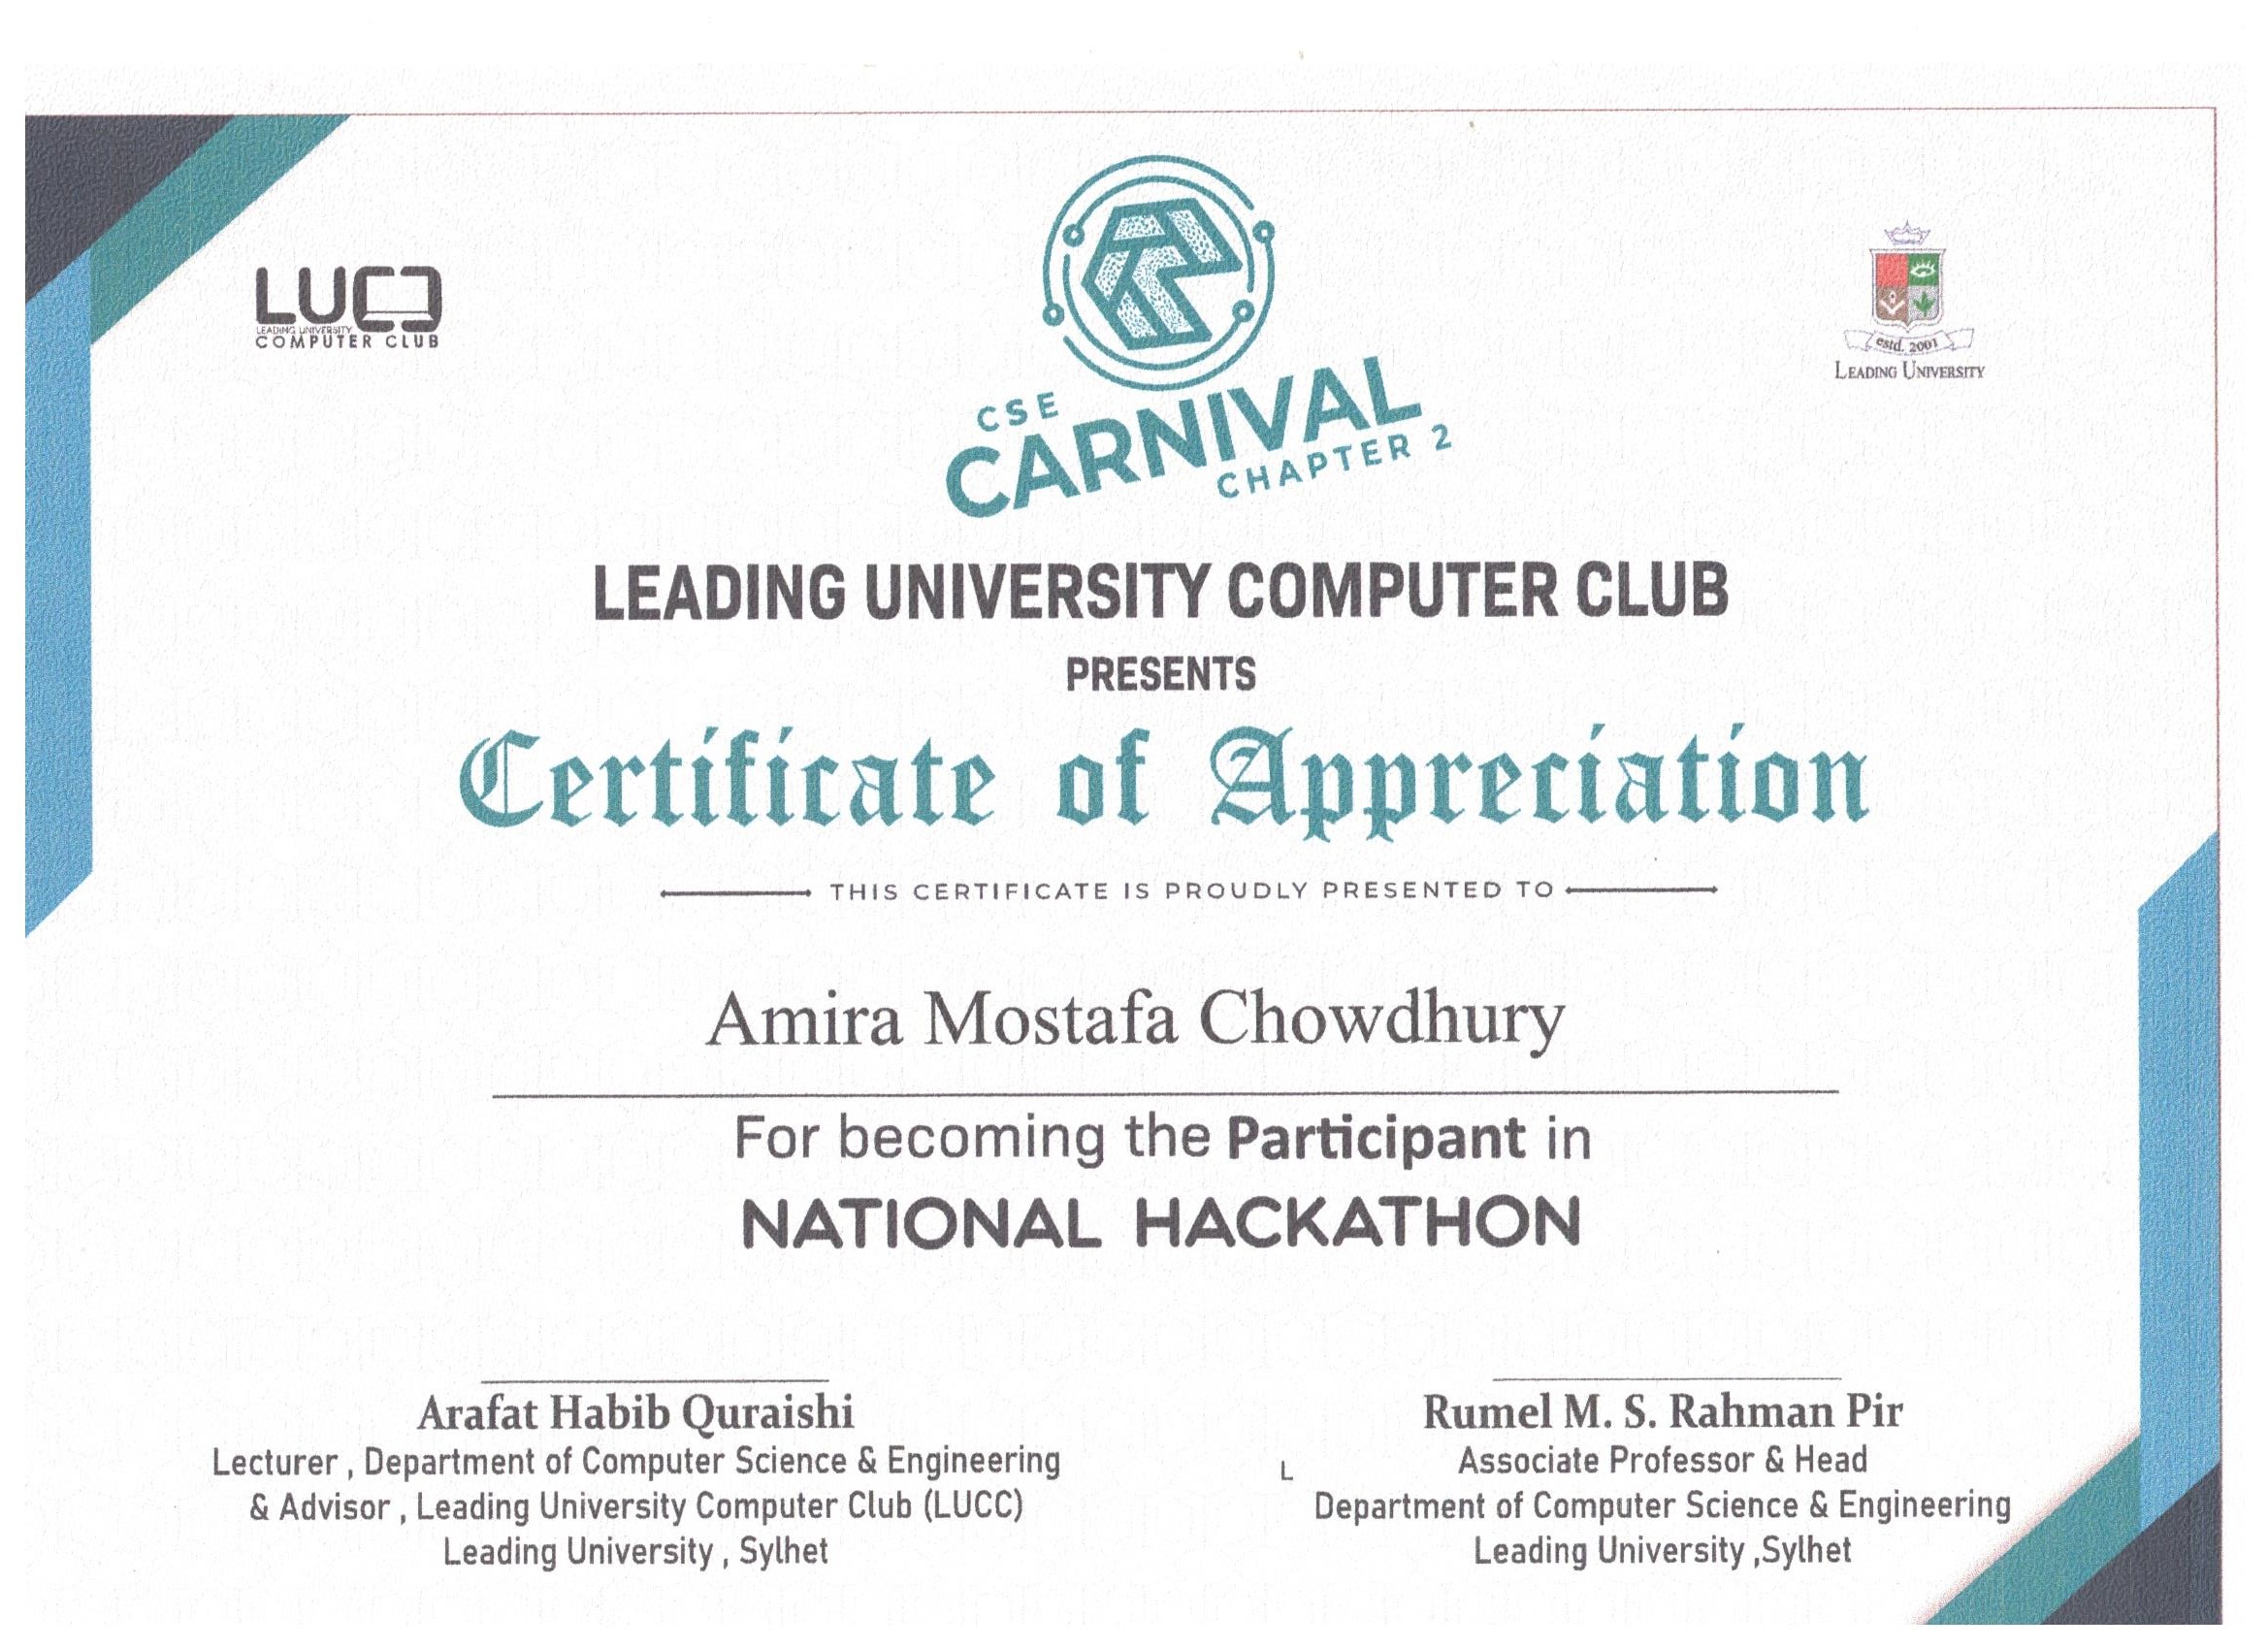 LUCC
LEADING UNIVERSITY
COMPUTER CLUB
CSE
CARNIVAL
CHAPTER 2
estd. 2001
LEADING UNIVERSITY
LEADING UNIVERSITY COMPUTER CLUB
PRESENTS
Certificate of Appreciation
THIS CERTIFICATE IS PROUDLY PRESENTED TO
Amira Mostafa Chowdhury
For becoming the Participant in
NATIONAL HACKATHON
Arafat Habib Quraishi
Lecturer , Department of Computer Science & Engineering
& Advisor , Leading University Computer Club (LUCC)
Leading University , Sylhet
L
Rumel M. S. Rahman Pir
Associate Professor & Head
Department of Computer Science & Engineering
Leading University ,Sylhet